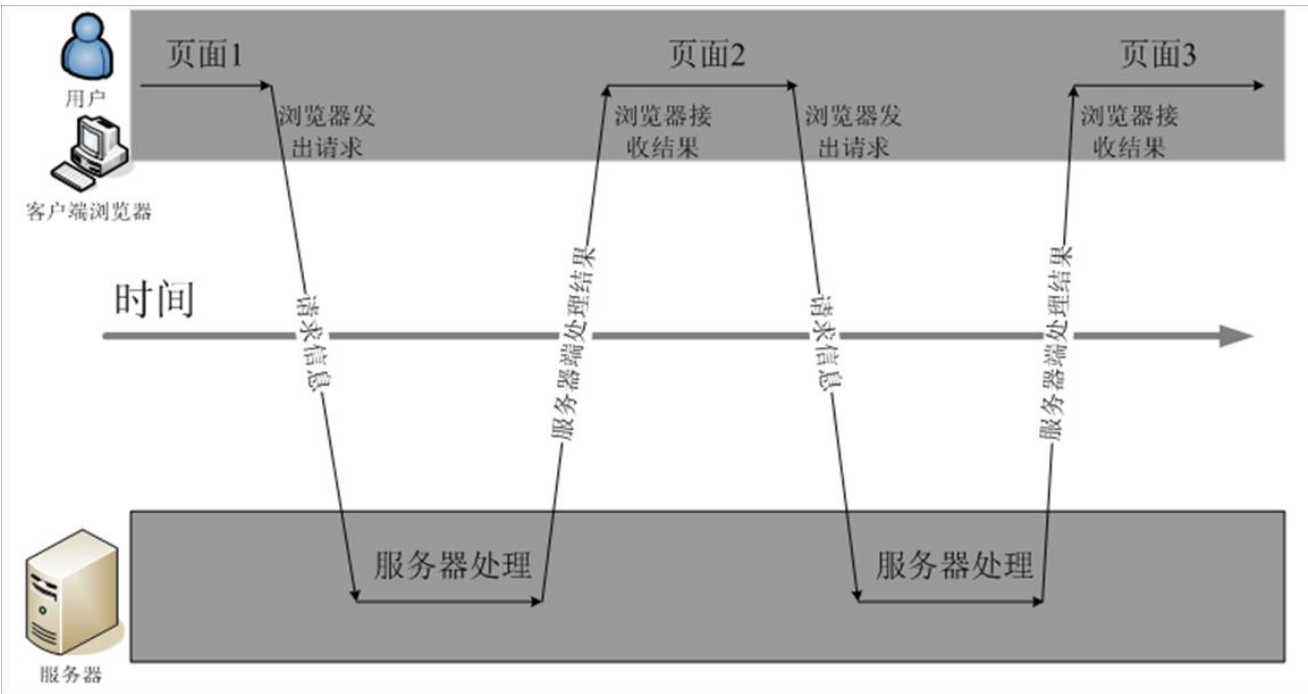 页面1
页面2
页面3
用户
浏览器发
出请求
浏览器接
收结果
浏览器发
出请求
浏览器接
收结果
客户端浏览器
时间
请求信息
服务器端处理结果
请求信息
服务器端处理结果
服务器处理
服务器处理
服务器